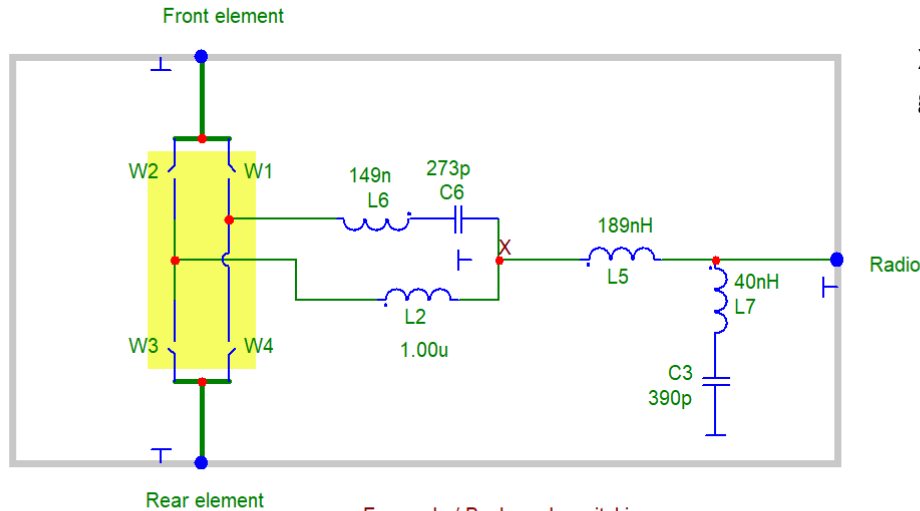 Front element
W2
W1
149n
L6
273p
C6
X
189nH
L5
Radio
40nH
L7
L2
1.00u
W3
W4
C3
390p
Rear element